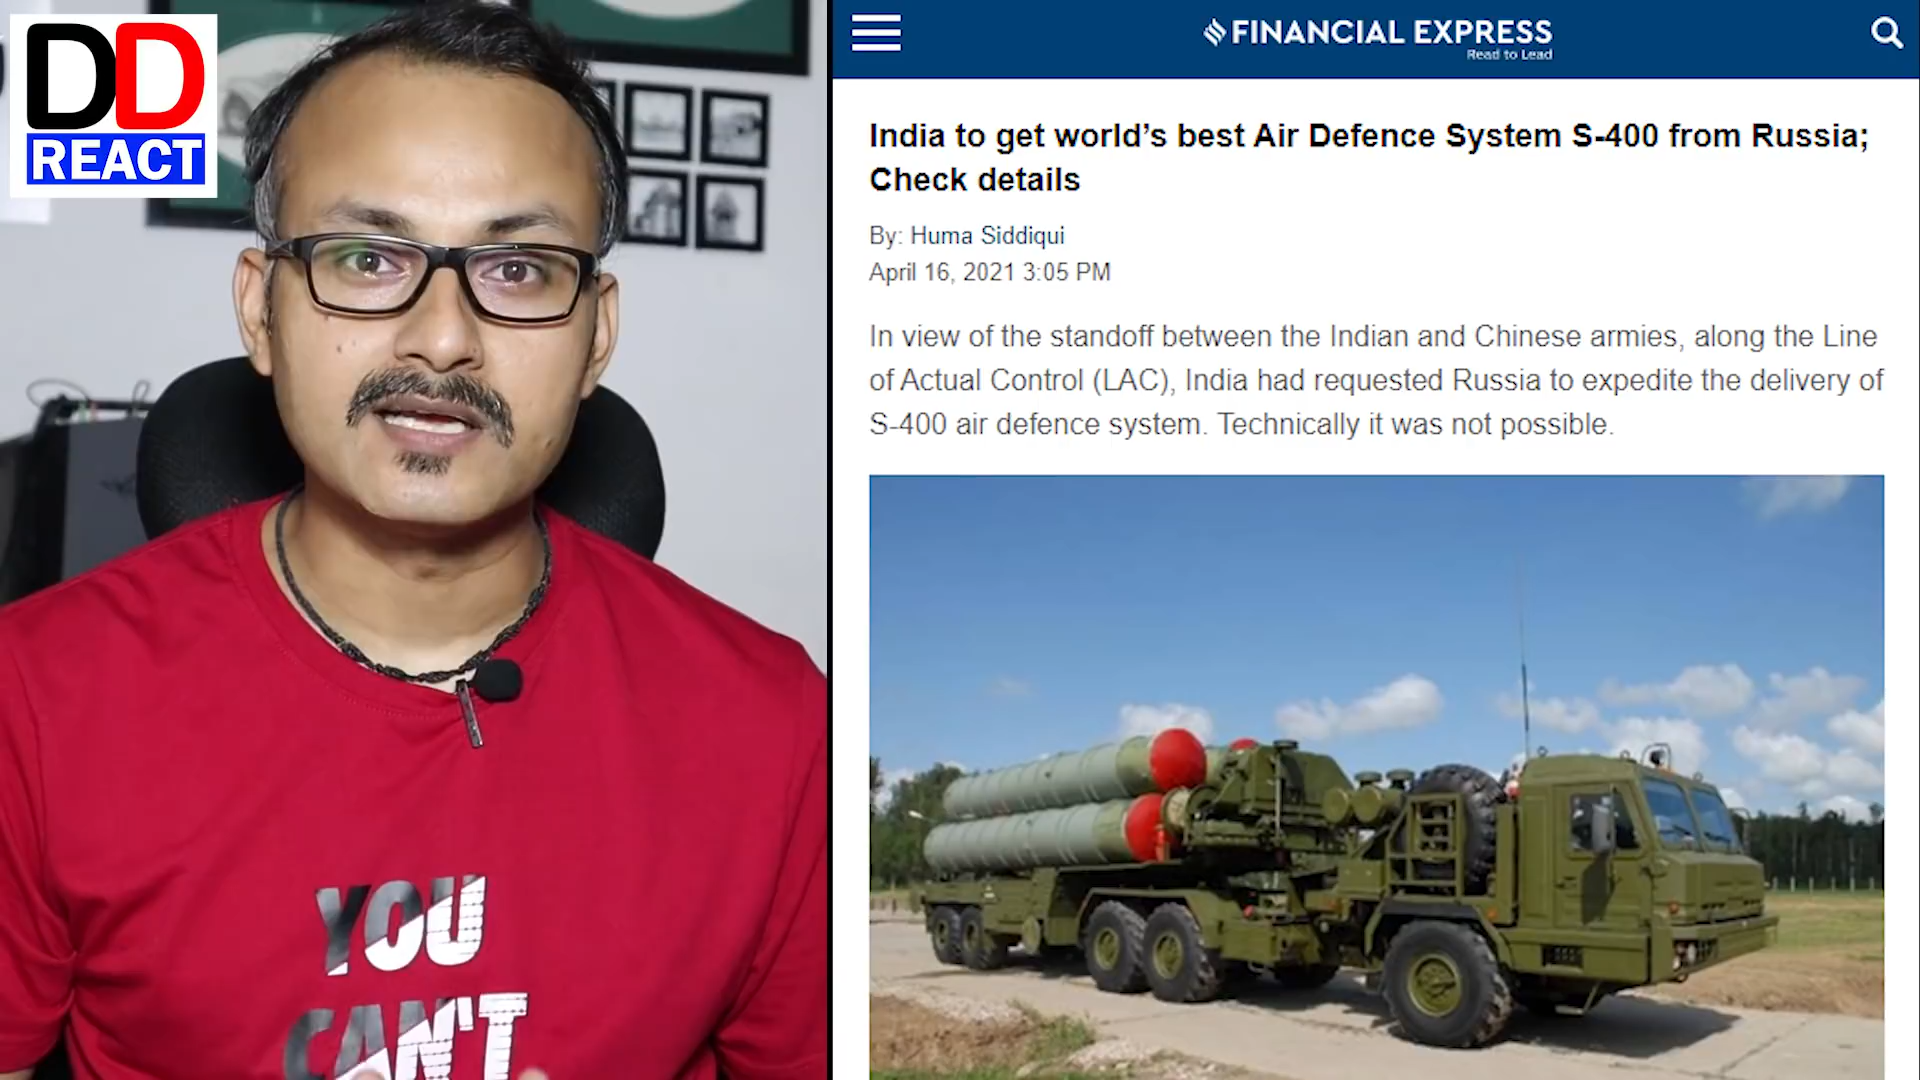 DD
REACT
YOU
CAN'T
FINANCIAL EXPRESS
Read to Lead
India to get world’s best Air Defence System S-400 from Russia;
Check details
By: Huma Siddiqui
April 16, 2021 3:05 PM
In view of the standoff between the Indian and Chinese armies, along the Line
of Actual Control (LAC), India had requested Russia to expedite the delivery of
S-400 air defence system. Technically it was not possible.